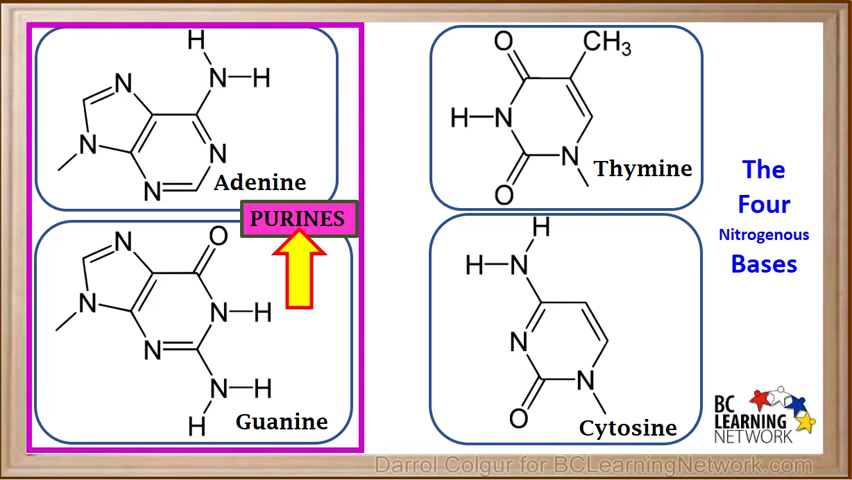 H
N
N—H
N
N
N
Adenine
PURINES
N
O
N
N—H
N
N—H
H
Guanine
O
CH3
H—N
N
O
Thymine
H
H—N
N
N
O
Cytosine
The
Four
Nitrogenous
Bases
BC
LEARNING
NETWORK
Darrol Colgur for BCLearningNetwork.com